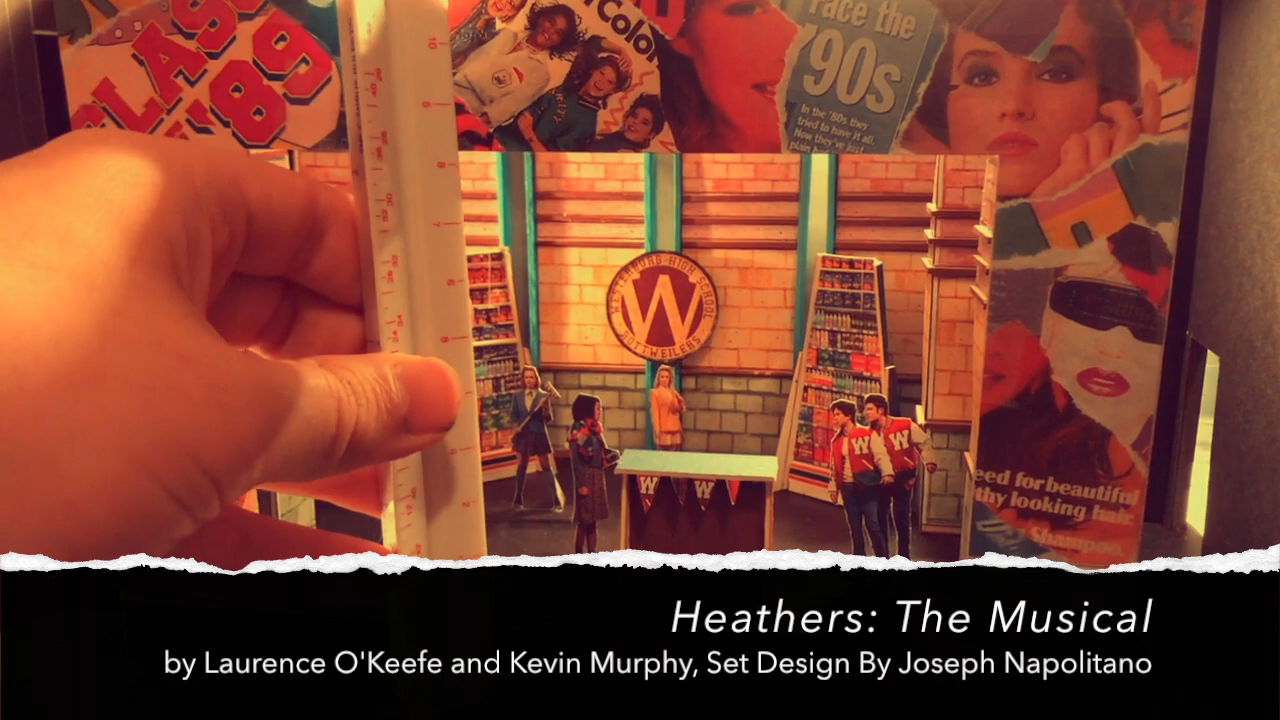 CLASS
OF '89
Color
face the
'90s
In the '80s they
tried to have it all,
Now they've just
plain
WESTERBURG HIGH SCHOOL
W
ROTTWEILERS
W W
W W
eed for beautiful
thy looking hair.
Shampoo
Heathers: The Musical
by Laurence O'Keefe and Kevin Murphy, Set Design By Joseph Napolitano